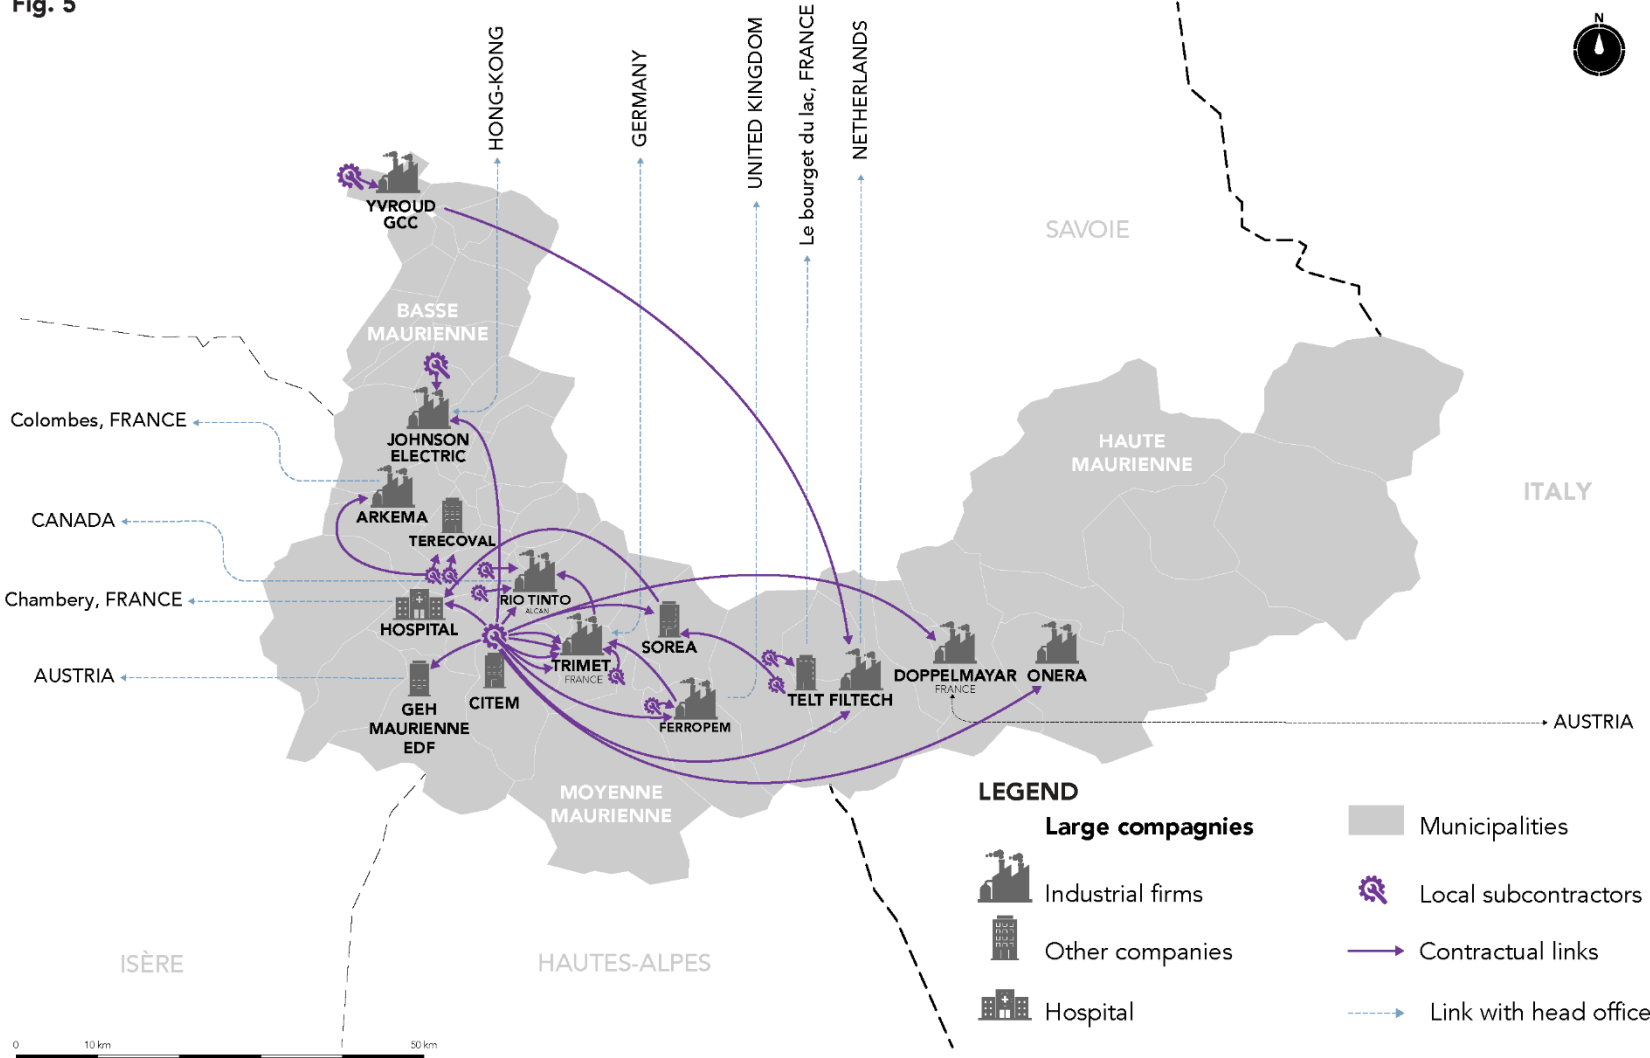 Fig. 5
N
HONG-KONG
GERMANY
UNITED KINGDOM
Le bourget du lac, FRANCE
NETHERLANDS
YVROUD
GCC
SAVOIE
BASSE
MAURIENNE
Colombes, FRANCE
JOHNSON
ELECTRIC
HAUTE
MAURIENNE
ITALY
ARKEMA
CANADA
TERECOVAL
Chambery, FRANCE
RIO TINTO
ALCAN
HOSPITAL
SOREA
AUSTRIA
TRIMET
FRANCE
DOPPELMAYAR
FRANCE
ONERA
TELT
FILTECH
CITEM
GEH
MAURIENNE
EDF
FERROPEM
AUSTRIA
MOYENNE
MAURIENNE
LEGEND
Large compagnies
Municipalities
Industrial firms
Local subcontractors
Other companies
Contractual links
Hospital
Link with head office
ISÈRE
HAUTES-ALPES
0 10 km 50 km